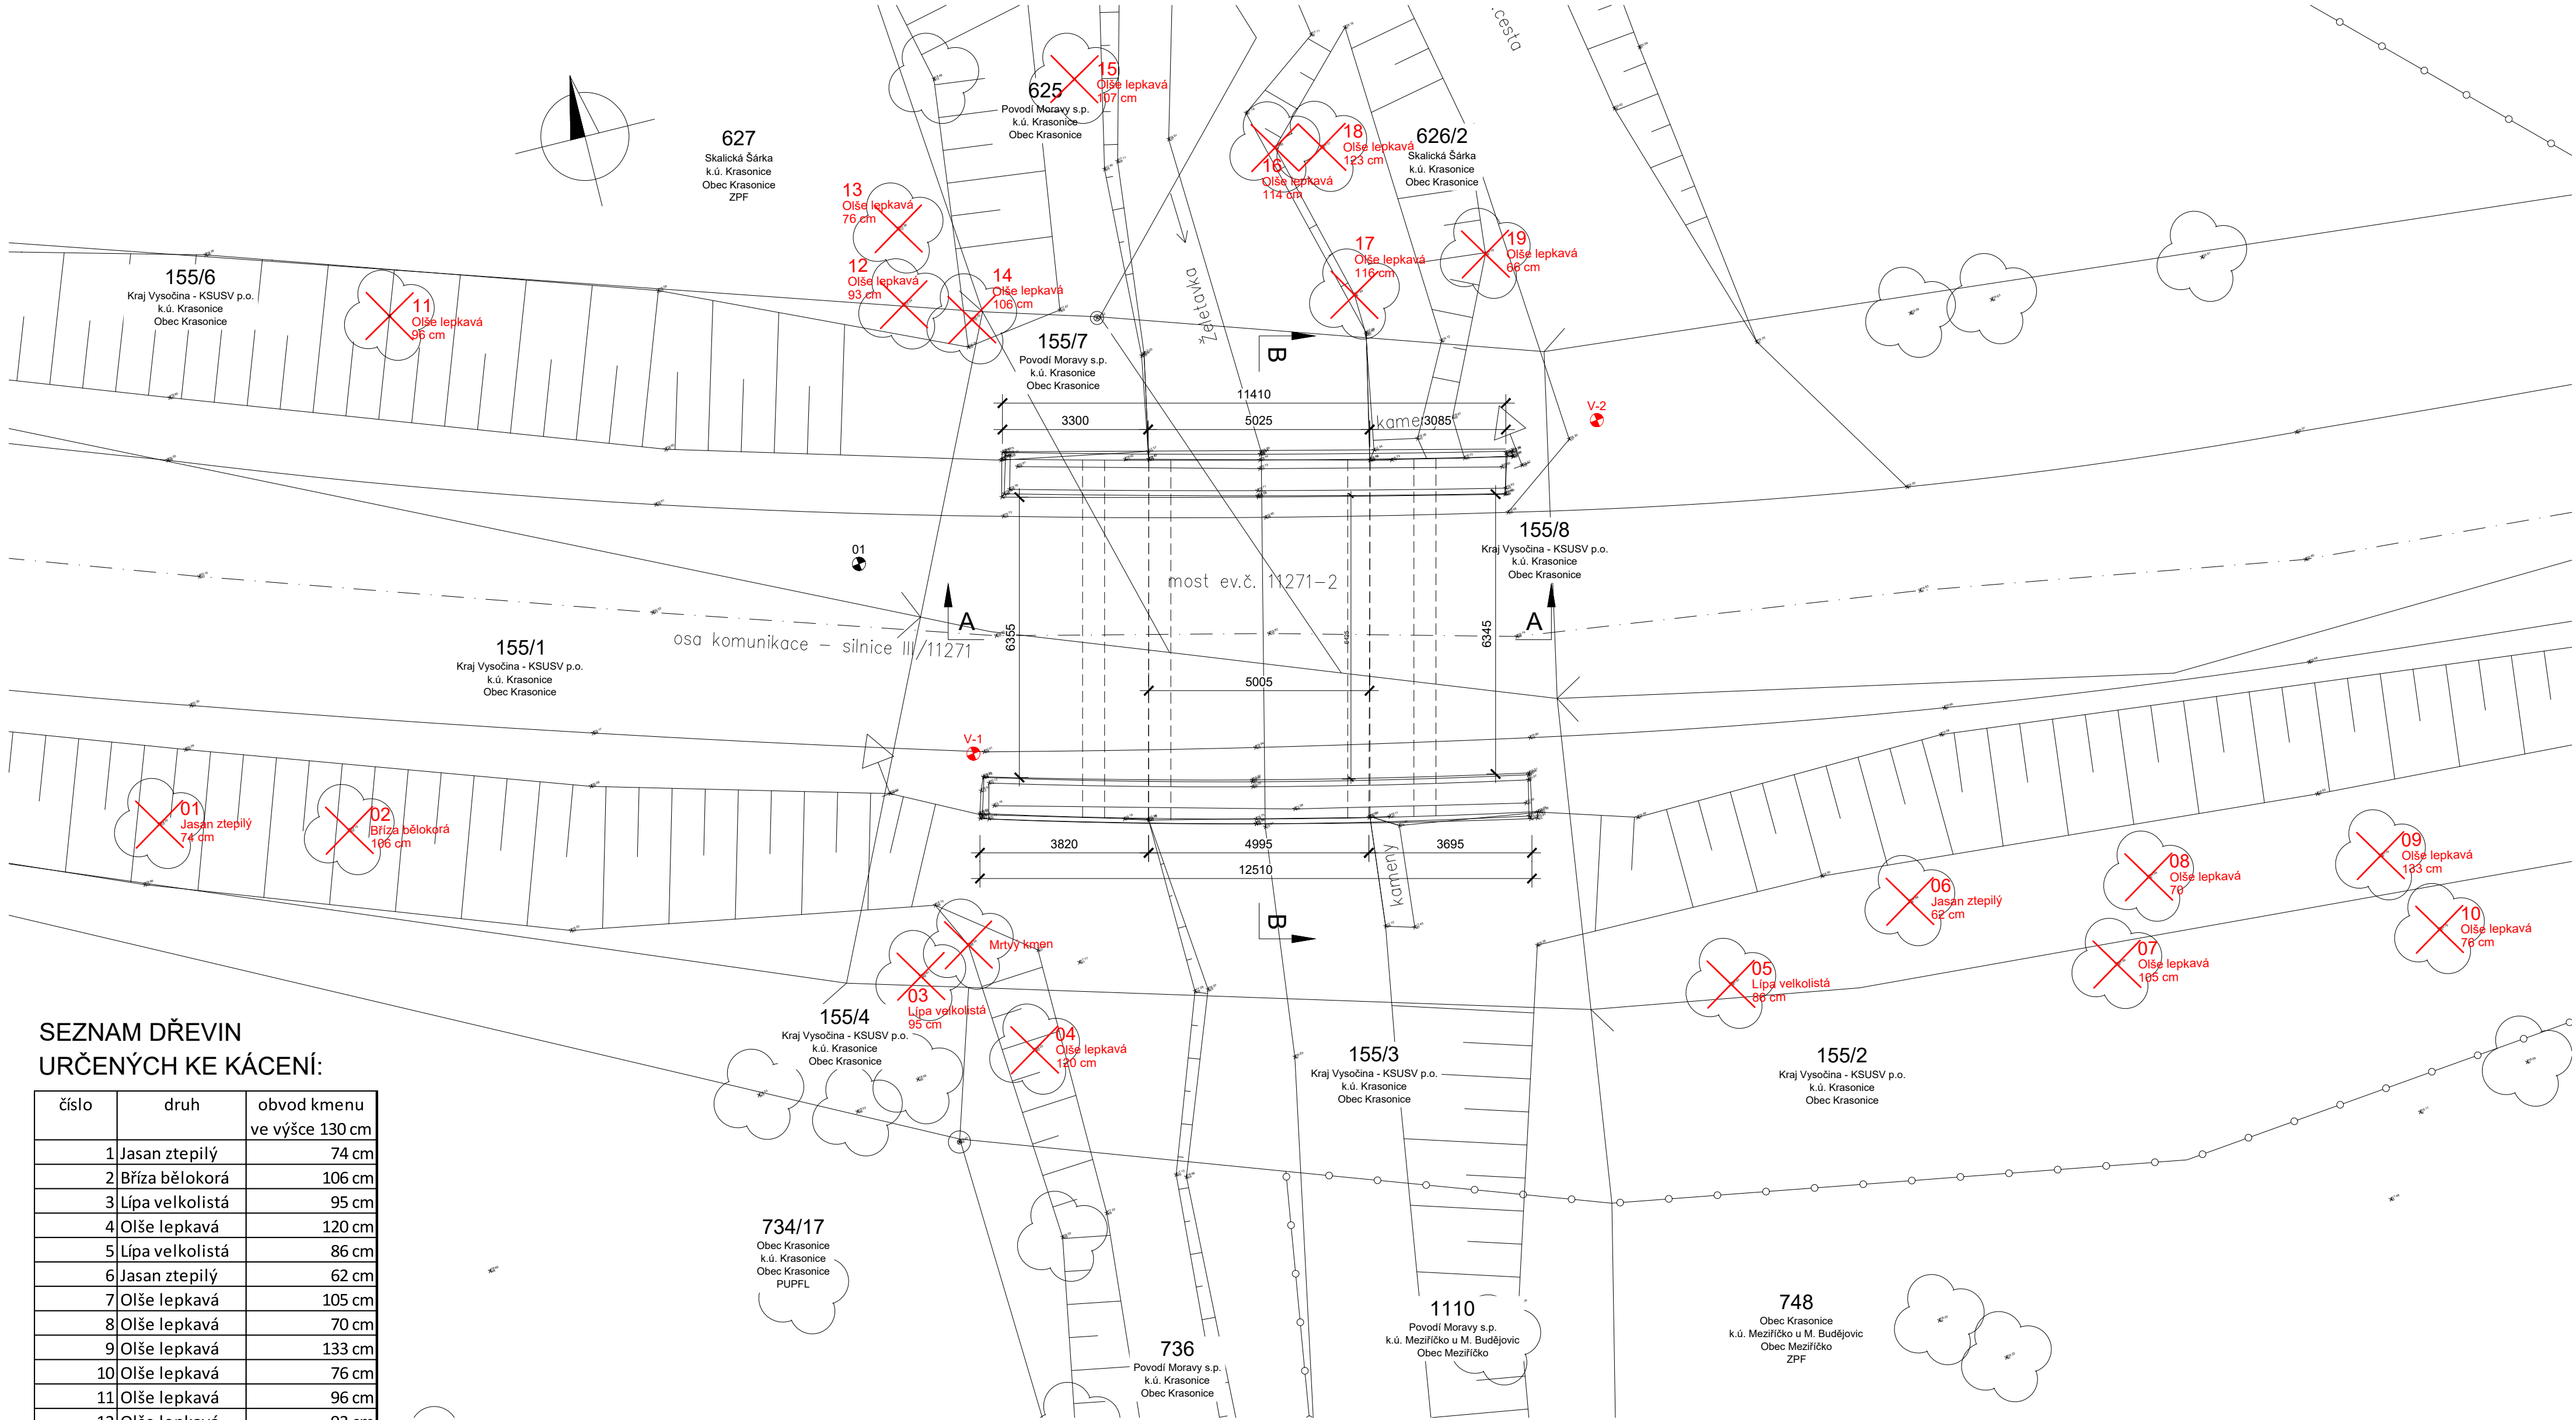 cesta
15
Olše lepkavá
107 cm
625
Povodí Moravy s.p.
k.ú. Krasonice
Obec Krasonice
627
Skalická Šárka
k.ú. Krasonice
Obec Krasonice
ZPF
18
Olše lepkavá
123 cm
16
Olše lepkavá
114 cm
626/2
Skalická Šárka
k.ú. Krasonice
Obec Krasonice
13
Olše lepkavá
76 cm
12
Olše lepkavá
93 cm
14
Olše lepkavá
106 cm
17
Olše lepkavá
116 cm
19
Olše lepkavá
66 cm
155/6
Kraj Vysočina - KSUSV p.o.
k.ú. Krasonice
Obec Krasonice
11
Olše lepkavá
96 cm
Želetavka
155/7
Povodí Moravy s.p.
k.ú. Krasonice
Obec Krasonice
B
11410
3300
5025
3085
V-2
155/8
Kraj Vysočina - KSUSV p.o.
k.ú. Krasonice
Obec Krasonice
01
most ev.č. 11271-2
A
A
6355
6345
osa komunikace - silnice III/11271
155/1
Kraj Vysočina - KSUSV p.o.
k.ú. Krasonice
Obec Krasonice
5005
V-1
01
Jasan ztepilý
74 cm
02
Bříza bělokorá
106 cm
3820
4995
3695
12510
kameny
B
09
Olše lepkavá
133 cm
08
Olše lepkavá
70
06
Jasan ztepilý
62 cm
10
Olše lepkavá
76 cm
07
Olše lepkavá
105 cm
05
Lípa velkolistá
86 cm
Mrtvý kmen
03
Lípa velkolistá
95 cm
155/4
Kraj Vysočina - KSUSV p.o.
k.ú. Krasonice
Obec Krasonice
04
Olše lepkavá
120 cm
155/3
Kraj Vysočina - KSUSV p.o.
k.ú. Krasonice
Obec Krasonice
155/2
Kraj Vysočina - KSUSV p.o.
k.ú. Krasonice
Obec Krasonice
SEZNAM DŘEVIN
URČENÝCH KE KÁCENÍ:
číslo druh obvod kmenu
ve výšce 130 cm
1 Jasan ztepilý 74 cm
2 Bříza bělokorá 106 cm
3 Lípa velkolistá 95 cm
4 Olše lepkavá 120 cm
5 Lípa velkolistá 86 cm
6 Jasan ztepilý 62 cm
7 Olše lepkavá 105 cm
8 Olše lepkavá 70 cm
9 Olše lepkavá 133 cm
10 Olše lepkavá 76 cm
11 Olše lepkavá 96 cm
12 Olše lepkavá 93 cm
734/17
Obec Krasonice
k.ú. Krasonice
Obec Krasonice
PUPFL
736
Povodí Moravy s.p.
k.ú. Krasonice
Obec Krasonice
1110
Povodí Moravy s.p.
k.ú. Meziříčko u M. Budějovic
Obec Meziříčko
748
Obec Krasonice
k.ú. Meziříčko u M. Budějovic
Obec Meziříčko
ZPF